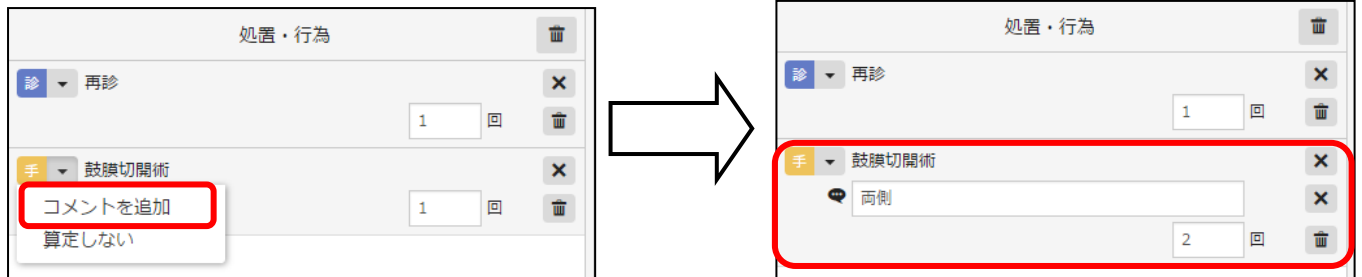 処置・行為
診 再診
1 回
手 鼓膜切開術
コメントを追加
1 回
算定しない
処置・行為
診 再診
1 回
手 鼓膜切開術
両側
2 回